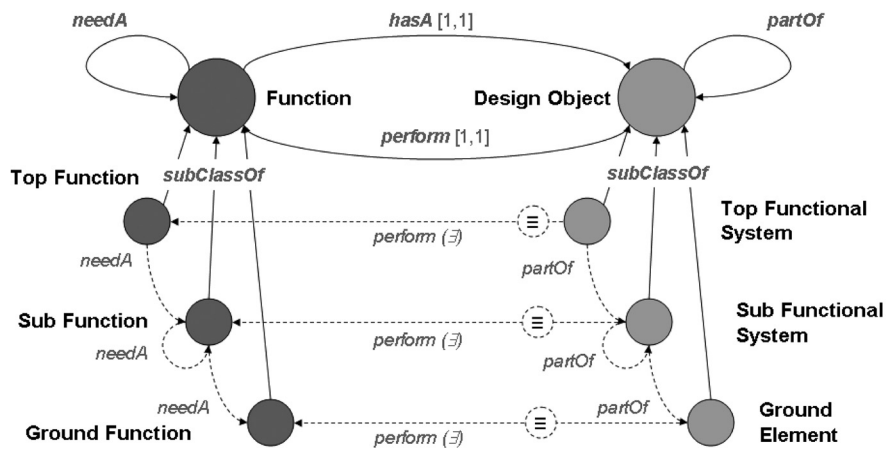 needA
hasA [1,1]
partOf
Function
Design Object
perform [1,1]
Top Function
subClassOf
subClassOf
≡
Top Functional
System
perform (∃)
needA
partOf
Sub Function
≡
Sub Functional
System
perform (∃)
needA
partOf
needA
partOf
Ground Function
≡
Ground
Element
perform (∃)